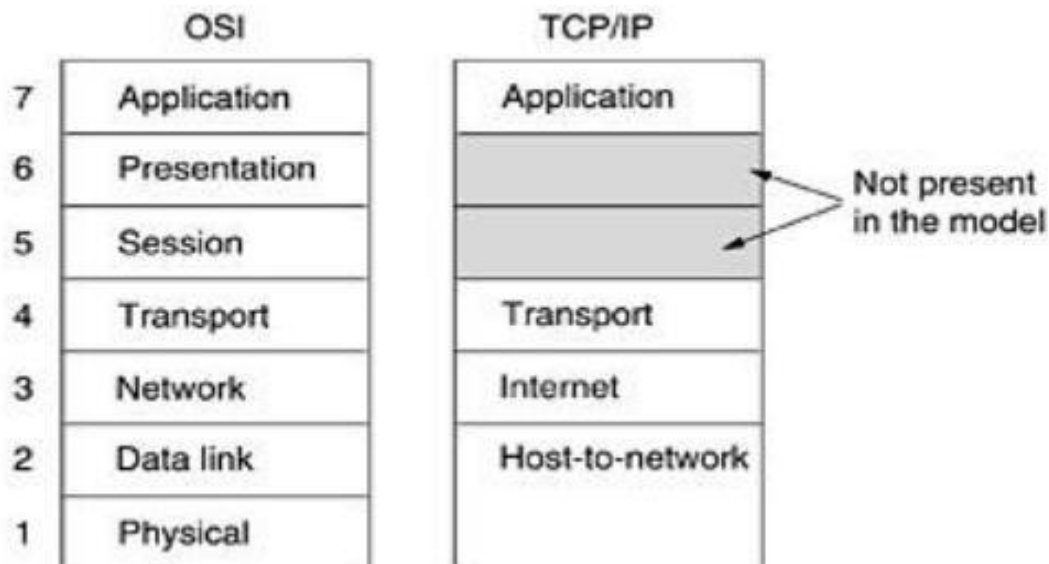 OSI TCP/IP
7 Application Application
6 Presentation
Not present
in the model
5 Session
4 Transport Transport
3 Network Internet
2 Data link Host-to-network
1 Physical